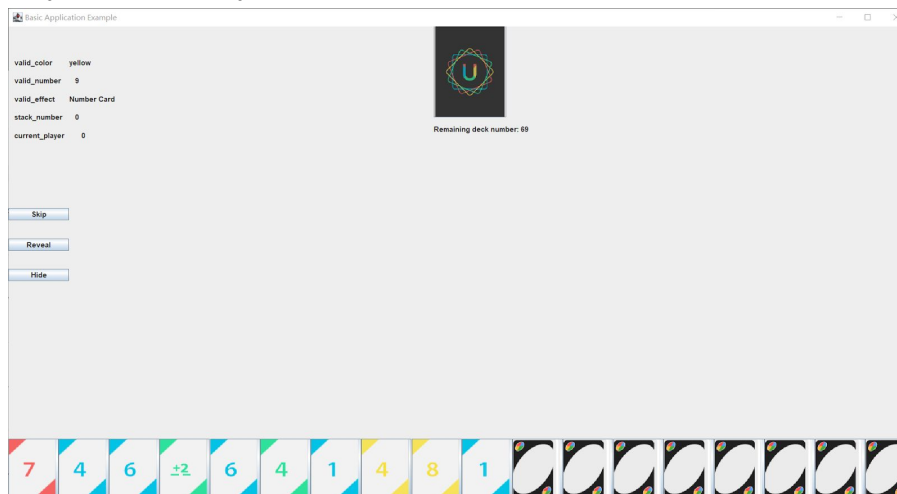 Basic Application Example
valid_color yellow
valid_number 9
valid_effect Number Card
stack_number 0
current_player 0
U
Remaining deck number: 69
Skip
Reveal
Hide
7 4 6 +2 6 4 1 4 8 1